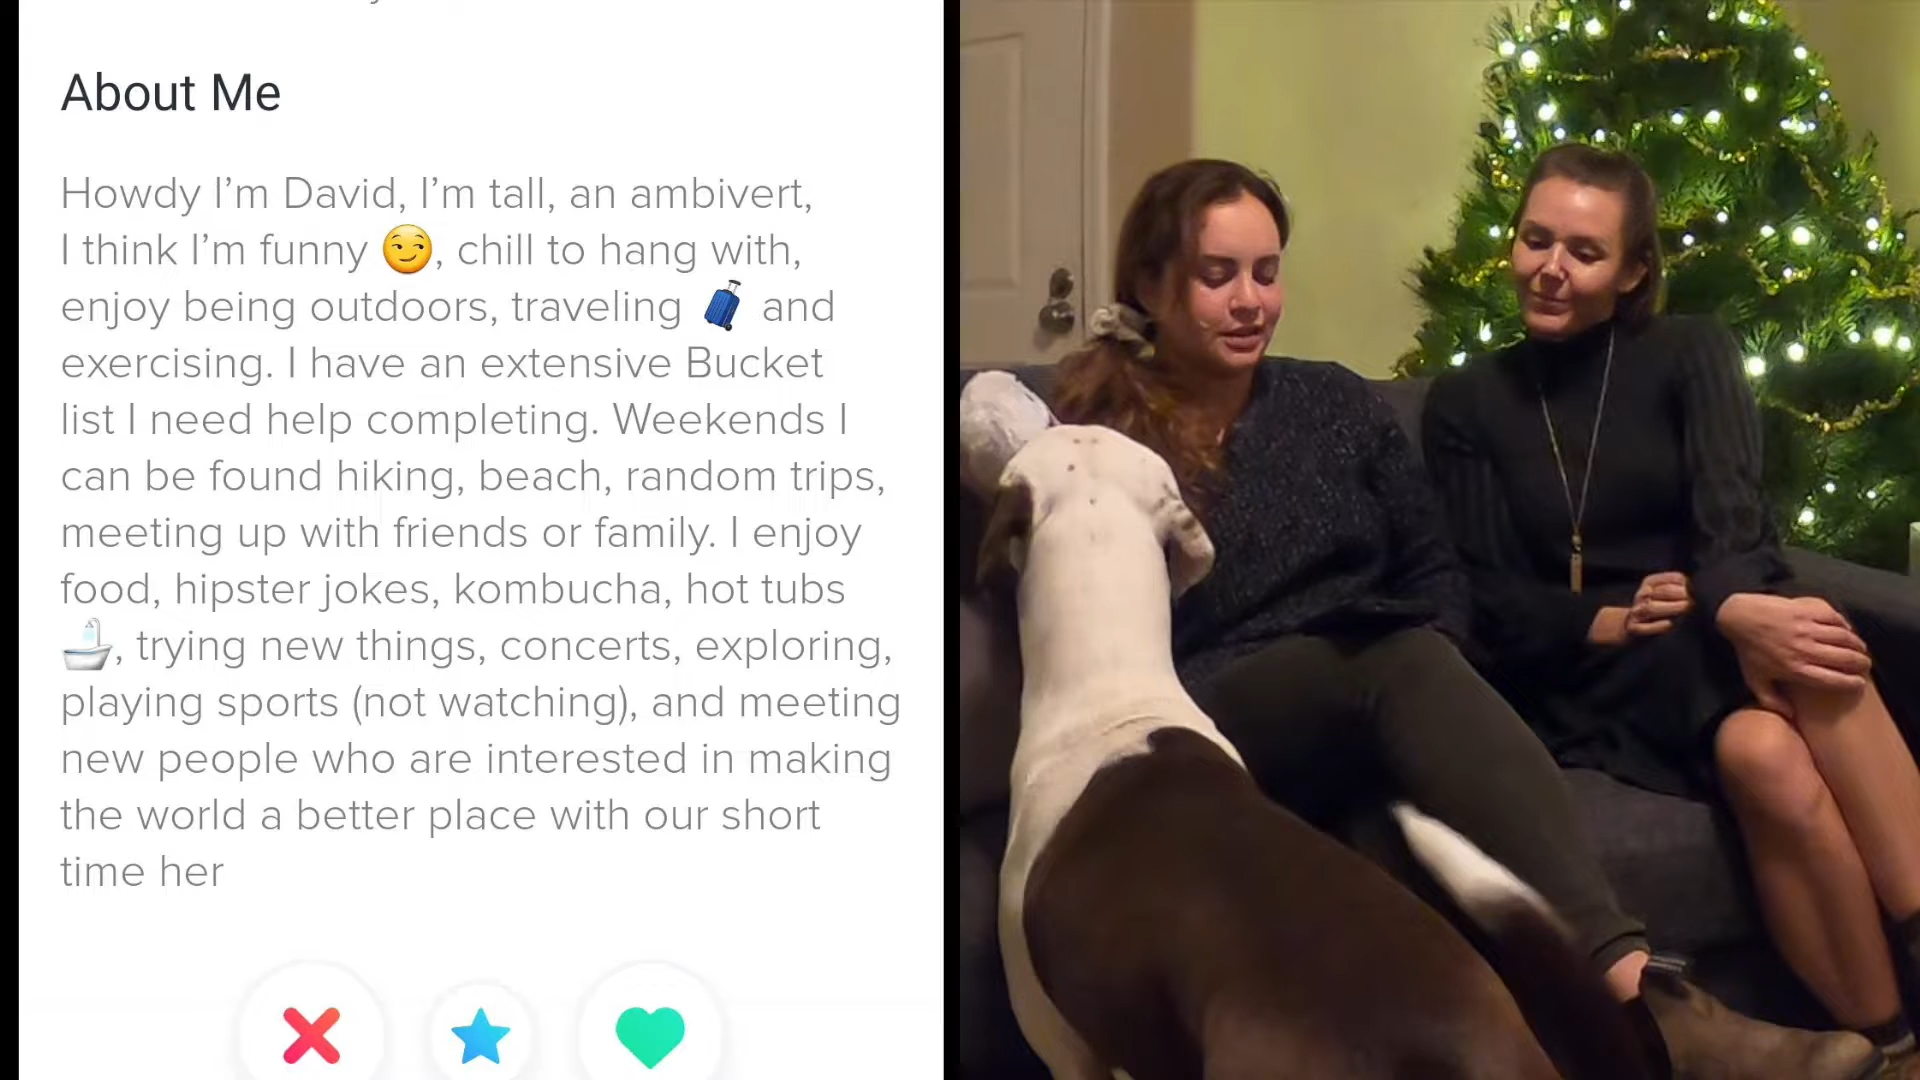 About Me
Howdy I’m David, I’m tall, an ambivert,
I think I’m funny 😏, chill to hang with,
enjoy being outdoors, traveling 🧳 and
exercising. I have an extensive Bucket
list I need help completing. Weekends I
can be found hiking, beach, random trips,
meeting up with friends or family. I enjoy
food, hipster jokes, kombucha, hot tubs
🛁, trying new things, concerts, exploring,
playing sports (not watching), and meeting
new people who are interested in making
the world a better place with our short
time her